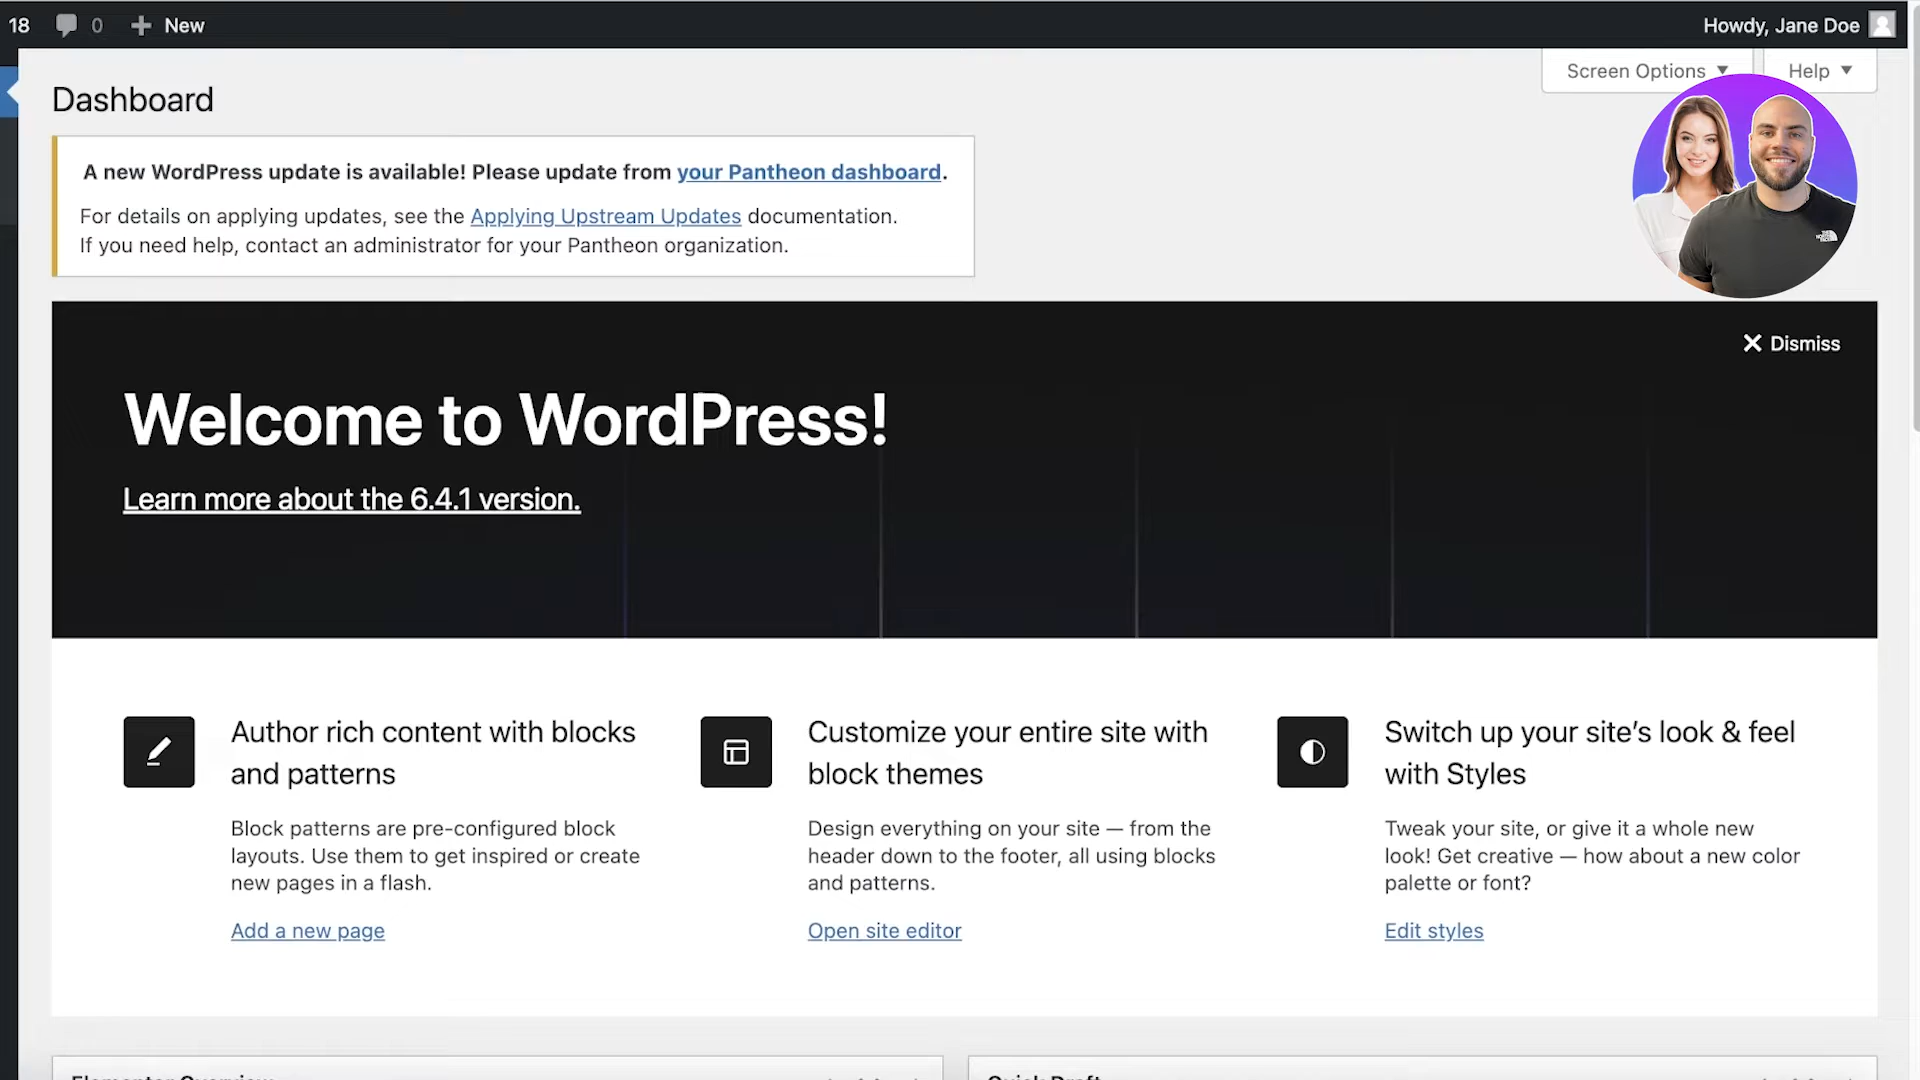 18 0 New Howdy, Jane Doe
Screen Options Help
Dashboard
A new WordPress update is available! Please update from your Pantheon dashboard.
For details on applying updates, see the Applying Upstream Updates documentation.
If you need help, contact an administrator for your Pantheon organization.
Dismiss
Welcome to WordPress!
Learn more about the 6.4.1 version.
Author rich content with blocks
and patterns
Block patterns are pre-configured block
layouts. Use them to get inspired or create
new pages in a flash.
Add a new page
Customize your entire site with
block themes
Design everything on your site — from the
header down to the footer, all using blocks
and patterns.
Open site editor
Switch up your site’s look & feel
with Styles
Tweak your site, or give it a whole new
look! Get creative — how about a new color
palette or font?
Edit styles
Elementor Overview
Quick Draft